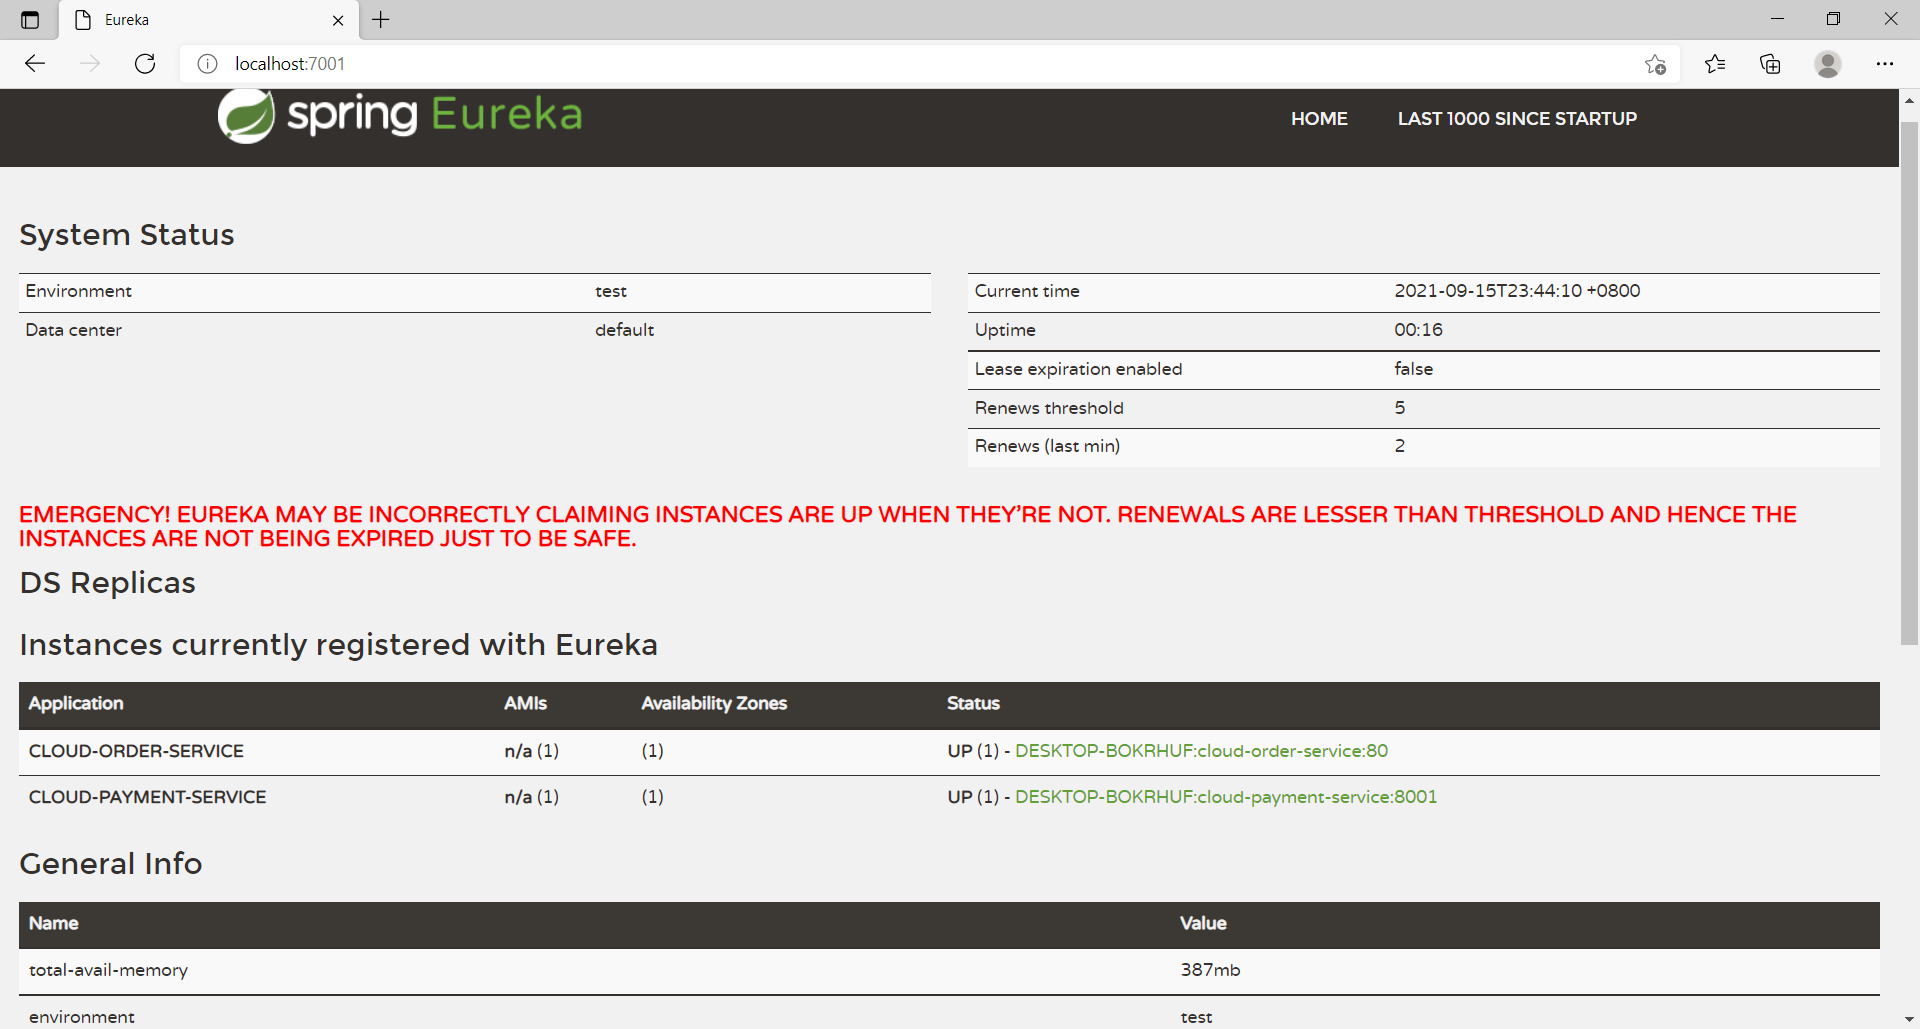 Eureka
localhost:7001
spring Eureka
HOME LAST 1000 SINCE STARTUP
System Status
Environment test
Data center default
Current time 2021-09-15T23:44:10 +0800
Uptime 00:16
Lease expiration enabled false
Renews threshold 5
Renews (last min) 2
EMERGENCY! EUREKA MAY BE INCORRECTLY CLAIMING INSTANCES ARE UP WHEN THEY'RE NOT. RENEWALS ARE LESSER THAN THRESHOLD AND HENCE THE
INSTANCES ARE NOT BEING EXPIRED JUST TO BE SAFE.
DS Replicas
Instances currently registered with Eureka
Application AMIs Availability Zones Status
CLOUD-ORDER-SERVICE n/a (1) (1) UP (1) - DESKTOP-BOKRHUF:cloud-order-service:80
CLOUD-PAYMENT-SERVICE n/a (1) (1) UP (1) - DESKTOP-BOKRHUF:cloud-payment-service:8001
General Info
Name Value
total-avail-memory 387mb
environment test